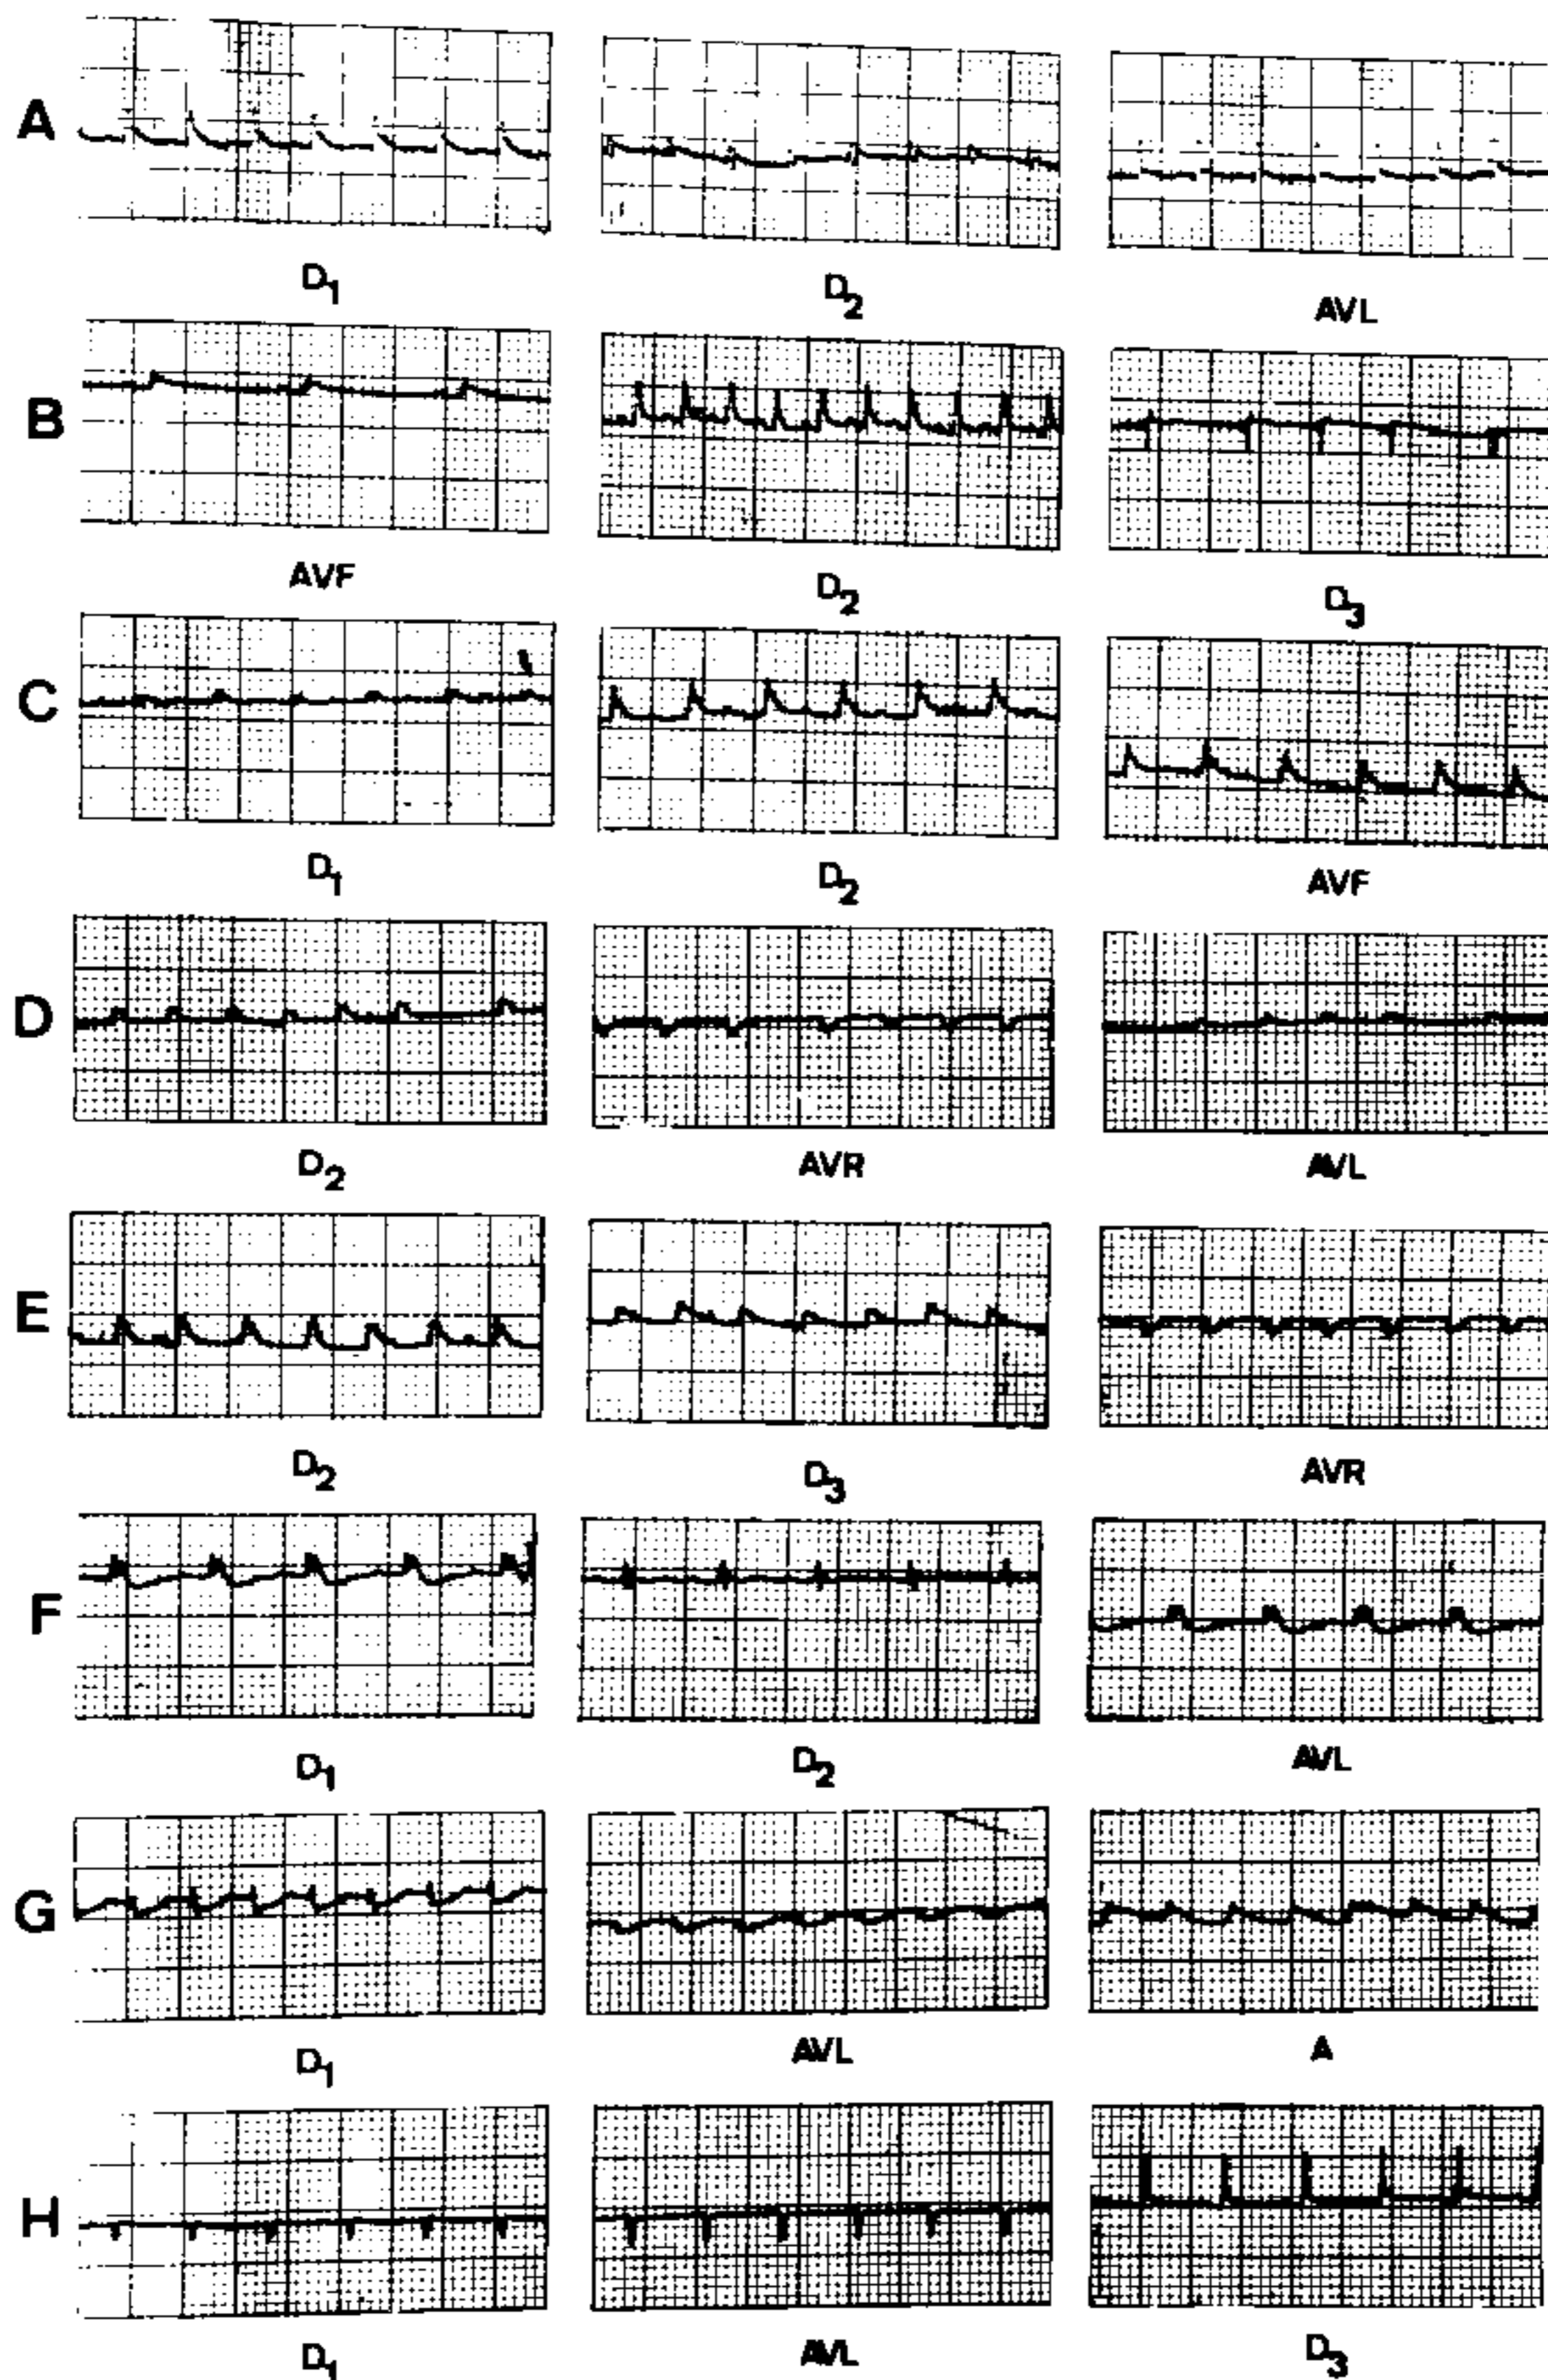 A
D1 D2 AVL
B
AVF D2 D3
C
D1 D2 AVF
D
D2 AVR AVL
E
D2 D3 AVR
F
D1 D2 AVL
G
D1 AVL A
H
D1 AVL D3